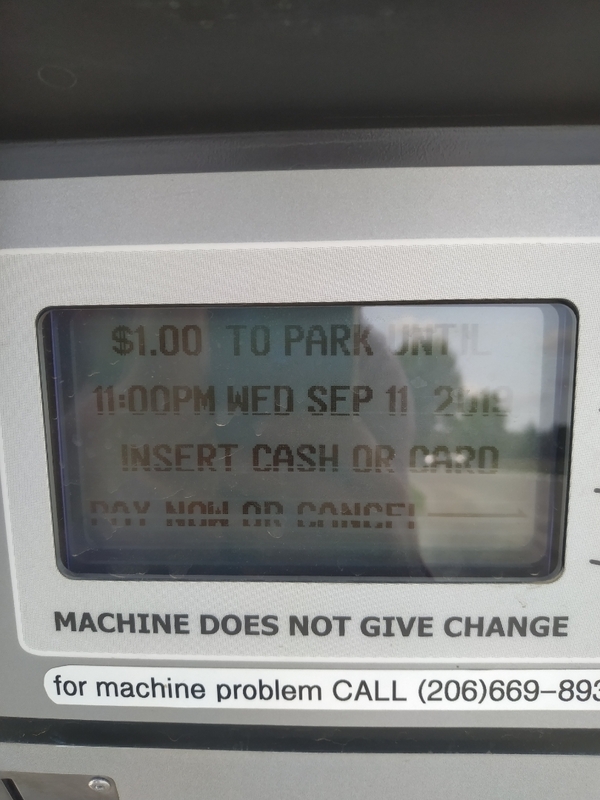 $1.00 TO PARK UNTIL
11:00PM WED SEP 11 2019
INSERT CASH OR CARD
PAY NOW OR CANCEL
MACHINE DOES NOT GIVE CHANGE
for machine problem CALL (206)669-893